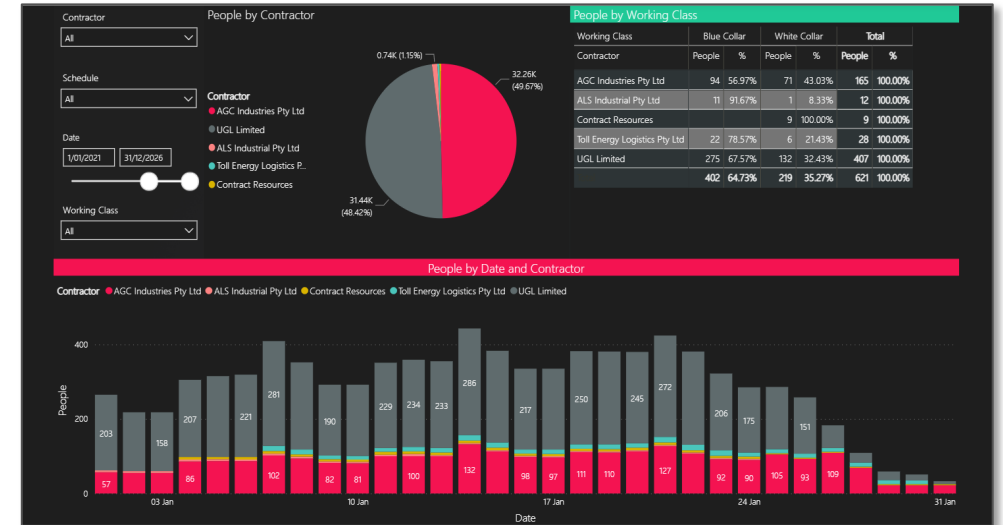 Contractor
All
Schedule
All
Date
1/01/2021 31/12/2026
Working Class
All
People by Contractor
Contractor
AGC Industries Pty Ltd
UGL Limited
ALS Industrial Pty Ltd
Toll Energy Logistics P...
Contract Resources
0.74K (1.15%)
32.26K
(49.67%)
31.44K
(48.42%)
People by Working Class
Working Class Blue Collar White Collar Total
Contractor People % People % People %
AGC Industries Pty Ltd 94 56.97% 71 43.03% 165 100.00%
ALS Industrial Pty Ltd 11 91.67% 1 8.33% 12 100.00%
Contract Resources 9 100.00% 9 100.00%
Toll Energy Logistics Pty Ltd 22 78.57% 6 21.43% 28 100.00%
UGL Limited 275 67.57% 132 32.43% 407 100.00%
402 64.73% 219 35.27% 621 100.00%
People by Date and Contractor
Contractor AGC Industries Pty Ltd ALS Industrial Pty Ltd Contract Resources Toll Energy Logistics Pty Ltd UGL Limited
People
400
200
0
203 158 207 221 281 190 229 234 233 286 217 250 245 272 206 175 151
57 86 102 82 81 100 132 98 97 111 110 127 92 90 105 93 109
03 Jan 10 Jan 17 Jan 24 Jan 31 Jan
Date